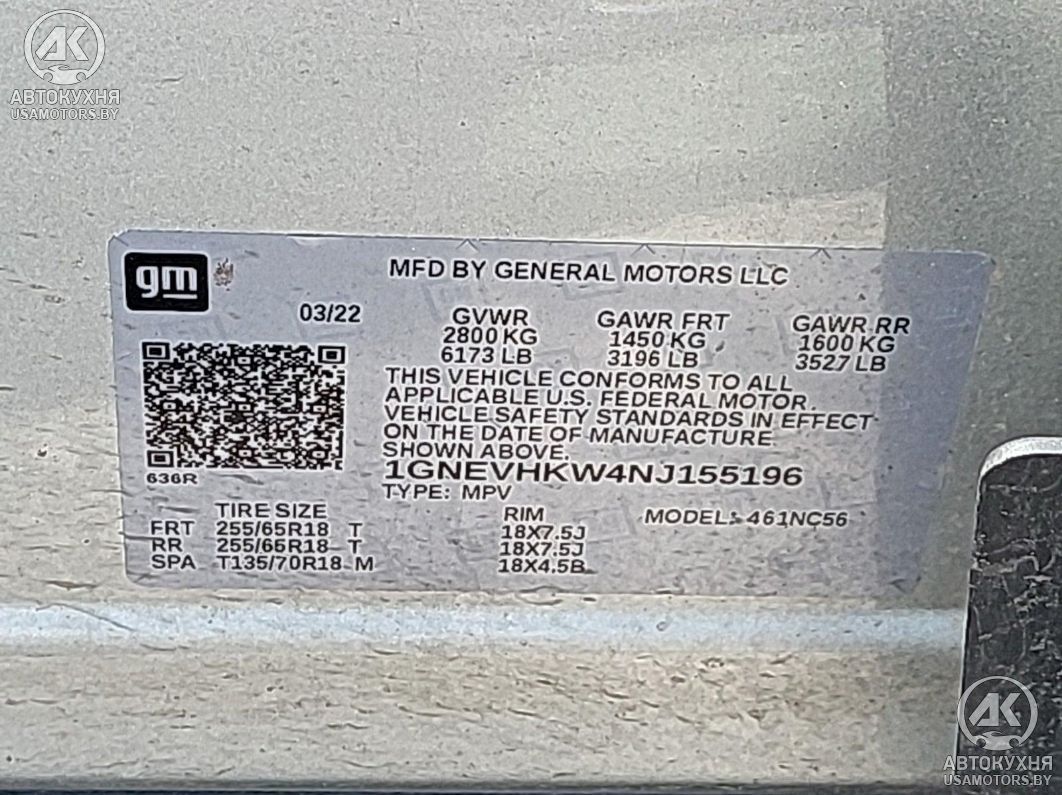 АК
АВТОКУХНЯ
USAMOTORS.BY
gm
MFD BY GENERAL MOTORS LLC
03/22
GVWR GAWR FRT GAWR RR
2800 KG 1450 KG 1600 KG
6173 LB 3196 LB 3527 LB
THIS VEHICLE CONFORMS TO ALL
APPLICABLE U.S. FEDERAL MOTOR
VEHICLE SAFETY STANDARDS IN EFFECT
ON THE DATE OF MANUFACTURE
SHOWN ABOVE.
636R
1GNEVHKW4NJ155196
TYPE: MPV
TIRE SIZE RIM MODEL: 461NC56
FRT 255/65R18 T 18X7.5J
RR 255/65R18 T 18X7.5J
SPA T135/70R18 M 18X4.5B
АК
АВТОКУХНЯ
USAMOTORS.BY